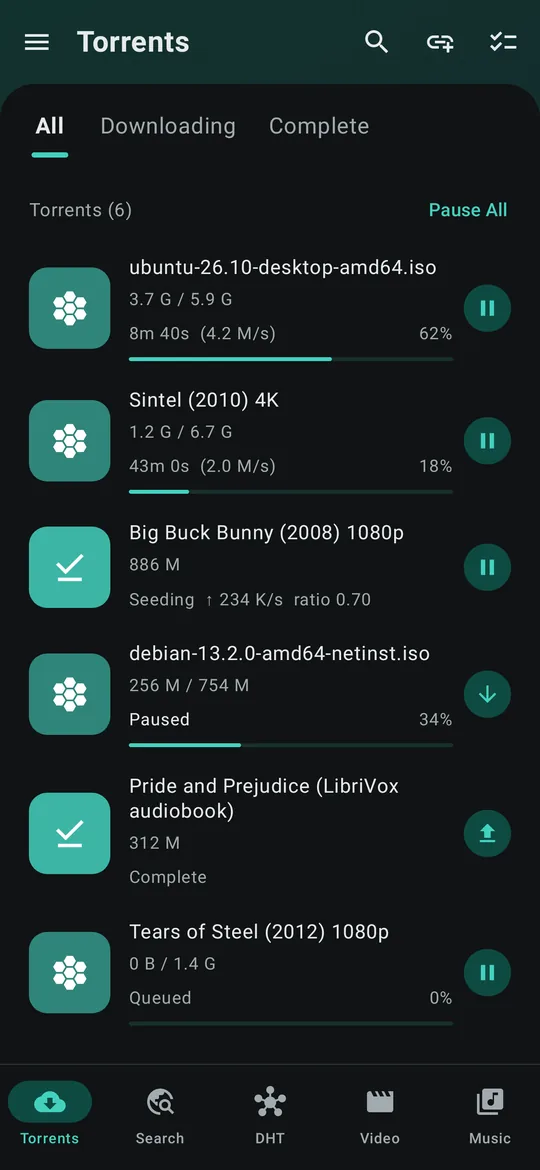 Torrents
All Downloading Complete
Torrents (6) Pause All
ubuntu-26.10-desktop-amd64.iso
3.7 G / 5.9 G
8m 40s (4.2 M/s) 62%
Sintel (2010) 4K
1.2 G / 6.7 G
43m 0s (2.0 M/s) 18%
Big Buck Bunny (2008) 1080p
886 M
Seeding ↑ 234 K/s ratio 0.70
debian-13.2.0-amd64-netinst.iso
256 M / 754 M
Paused 34%
Pride and Prejudice (LibriVox
audiobook)
312 M
Complete
Tears of Steel (2012) 1080p
0 B / 1.4 G
Queued 0%
Torrents Search DHT Video Music